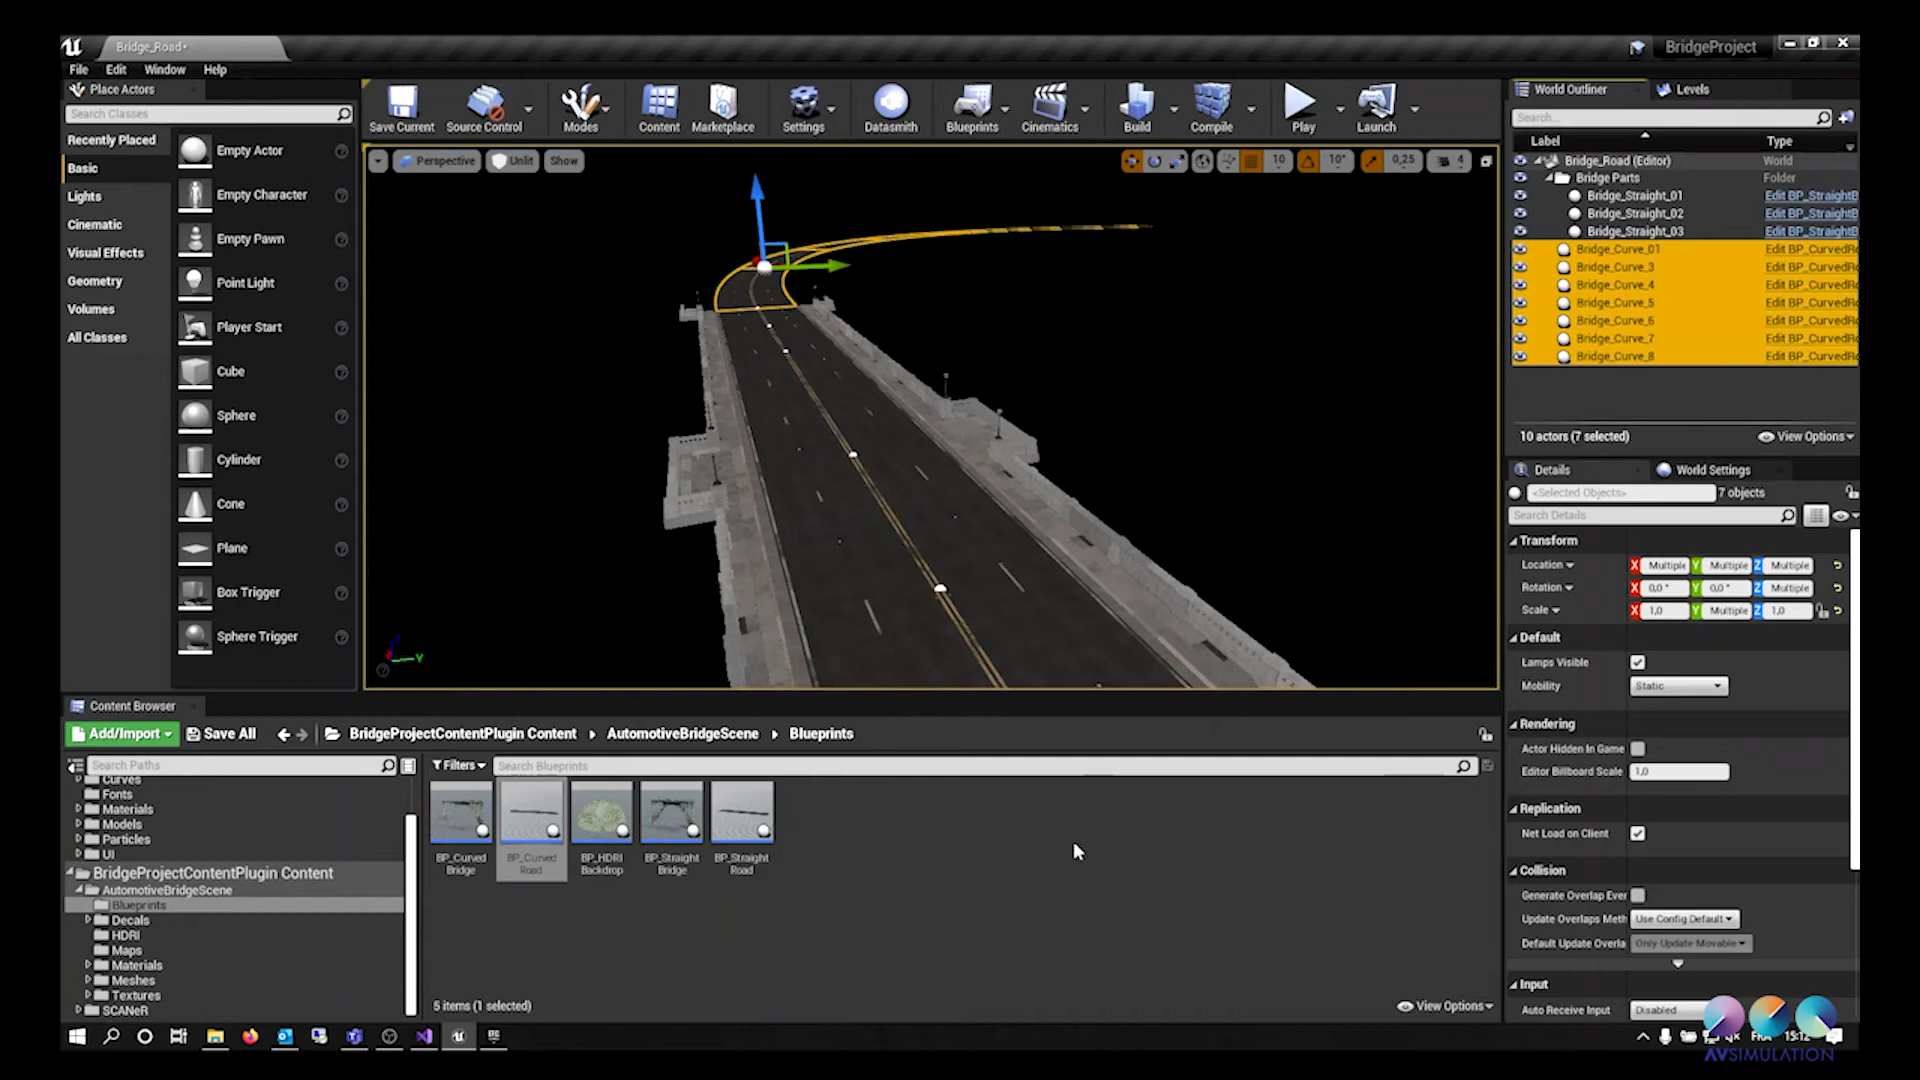 Bridge_Road•
BridgeProject
File Edit Window Help
Place Actors
Search Classes
Recently Placed
Basic
Lights
Cinematic
Visual Effects
Geometry
Volumes
All Classes
Empty Actor
Empty Character
Empty Pawn
Point Light
Player Start
Cube
Sphere
Cylinder
Cone
Plane
Box Trigger
Sphere Trigger
Save Current Source Control Modes Content Marketplace Settings Datasmith Blueprints Cinematics Build Compile Play Launch
Perspective Unlit Show 10 10° 0,25 4
Y
World Outliner Levels
Search...
Label Type
Bridge_Road (Editor) World
Bridge Parts Folder
Bridge_Straight_01 Edit BP_StraightB
Bridge_Straight_02 Edit BP_StraightB
Bridge_Straight_03 Edit BP_StraightB
Bridge_Curve_01 Edit BP_CurvedRo
Bridge_Curve_3 Edit BP_CurvedRo
Bridge_Curve_4 Edit BP_CurvedRo
Bridge_Curve_5 Edit BP_CurvedRo
Bridge_Curve_6 Edit BP_CurvedRo
Bridge_Curve_7 Edit BP_CurvedRo
Bridge_Curve_8 Edit BP_CurvedRo
10 actors (7 selected) View Options
Details World Settings
<Selected Objects> 7 objects
Search Details
Transform
Location X Multiple Y Multiple Z Multiple
Rotation X 0,0 ° Y 0,0 ° Z Multiple
Scale X 1,0 Y Multiple Z 1,0
Default
Lamps Visible
Mobility Static
Rendering
Actor Hidden In Game
Editor Billboard Scale 1,0
Replication
Net Load on Client
Collision
Generate Overlap Ever
Update Overlaps Meth Use Config Default
Default Update Overla Only Update Movable
Input
Auto Receive Input Disabled
Content Browser
Add/Import Save All BridgeProjectContentPlugin Content AutomotiveBridgeScene Blueprints
Search Paths
Filters Search Blueprints
Curves
Fonts
Materials
Models
Particles
UI
BridgeProjectContentPlugin Content
AutomotiveBridgeScene
Blueprints
Decals
HDRI
Maps
Materials
Meshes
Textures
SCANeR
BP_Curved
Bridge
BP_Curved
Road
BP_HDRI
Backdrop
BP_Straight
Bridge
BP_Straight
Road
5 items (1 selected) View Options
FRA 15:12
AVSIMULATION